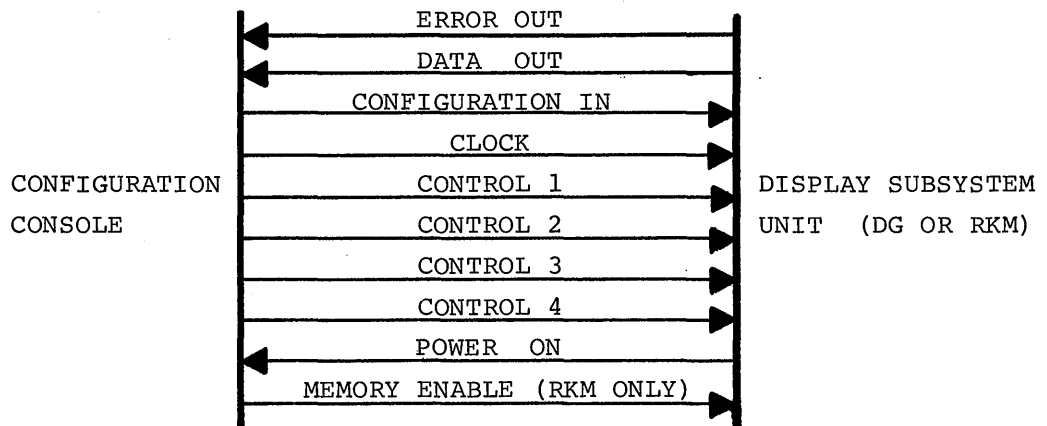 ERROR OUT
DATA OUT
CONFIGURATION IN
CLOCK
CONFIGURATION
CONSOLE
CONTROL 1
CONTROL 2
CONTROL 3
CONTROL 4
DISPLAY SUBSYSTEM
UNIT (DG OR RKM)
POWER ON
MEMORY ENABLE (RKM ONLY)